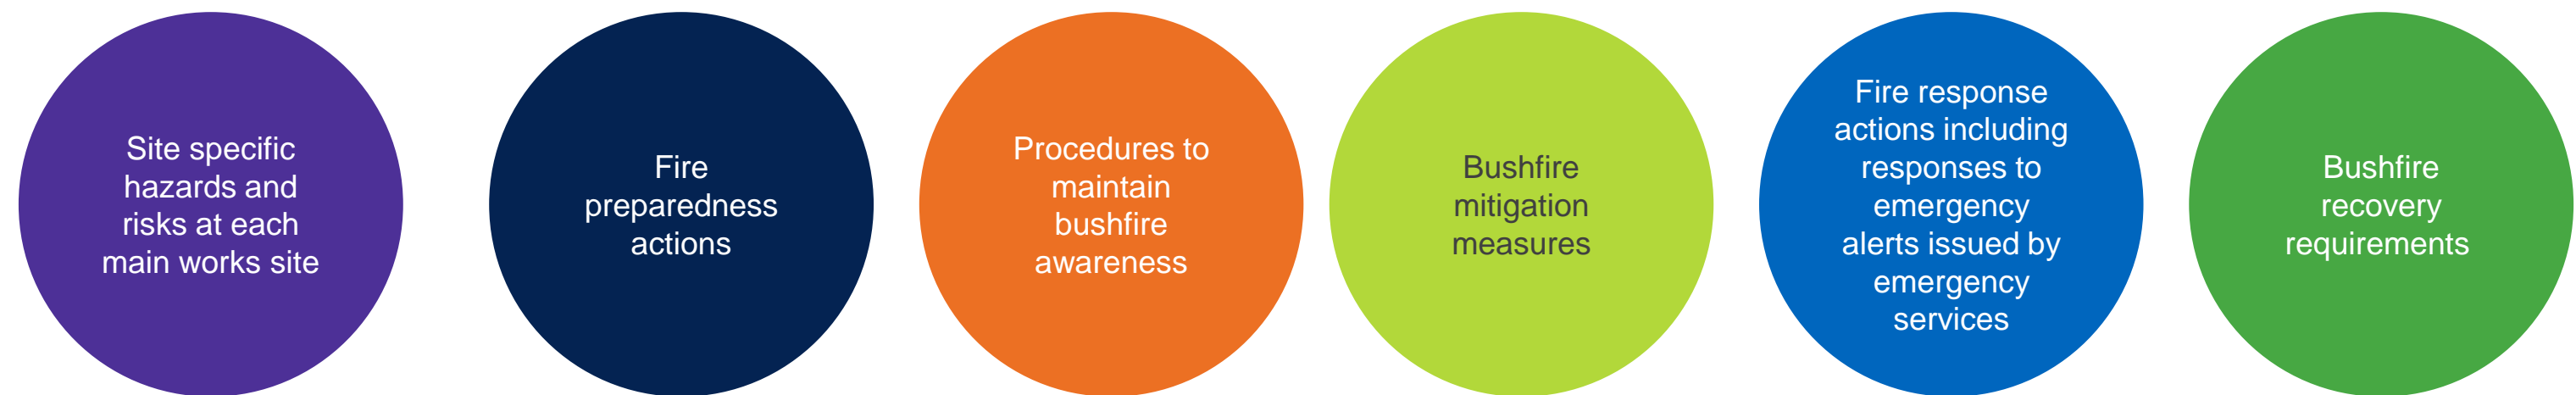 Site specific
hazards and
risks at each
main works site
Fire
preparedness
actions
Procedures to
maintain
bushfire
awareness
Bushfire
mitigation
measures
Fire response
actions including
responses to
emergency
alerts issued by
emergency
services
Bushfire
recovery
requirements